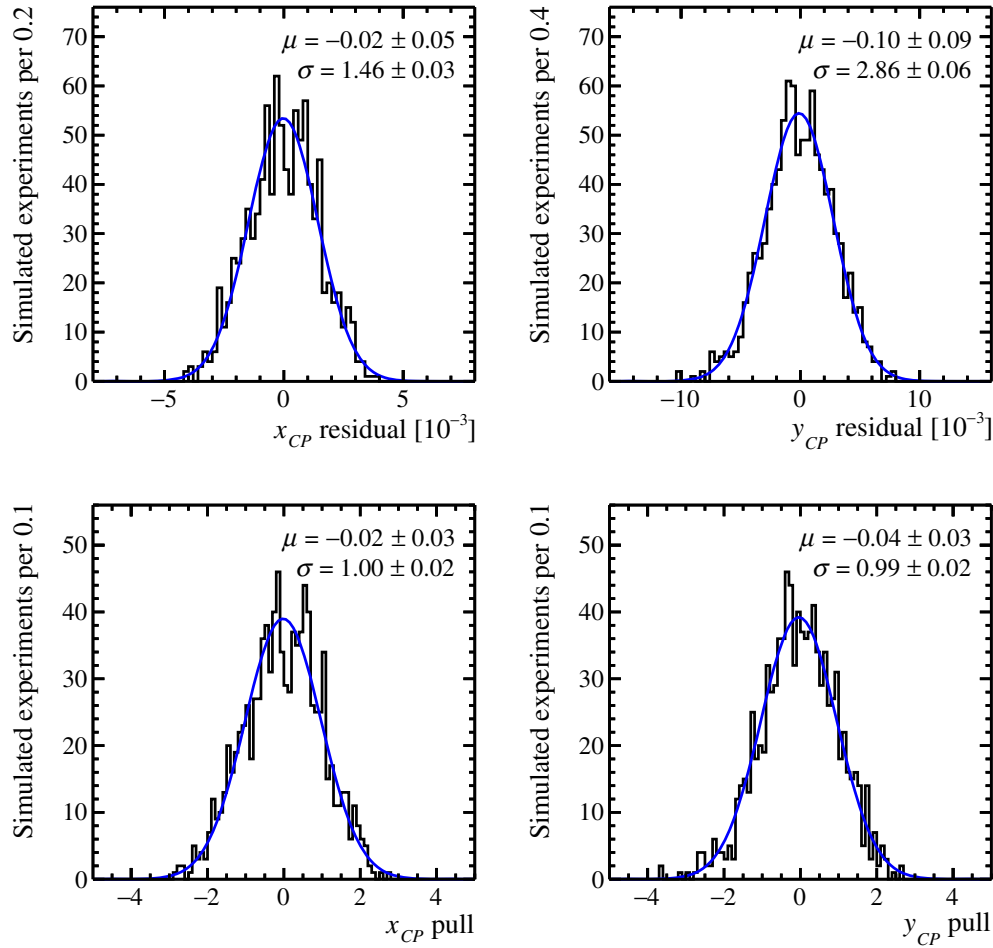 Simulated experiments per 0.2
70
60
50
40
30
20
10
0
μ = −0.02 ± 0.05
σ = 1.46 ± 0.03
−5 0 5
x_CP residual [10⁻³]
Simulated experiments per 0.4
70
60
50
40
30
20
10
0
μ = −0.10 ± 0.09
σ = 2.86 ± 0.06
−10 0 10
y_CP residual [10⁻³]
Simulated experiments per 0.1
50
40
30
20
10
0
μ = −0.02 ± 0.03
σ = 1.00 ± 0.02
−4 −2 0 2 4
x_CP pull
Simulated experiments per 0.1
50
40
30
20
10
0
μ = −0.04 ± 0.03
σ = 0.99 ± 0.02
−4 −2 0 2 4
y_CP pull